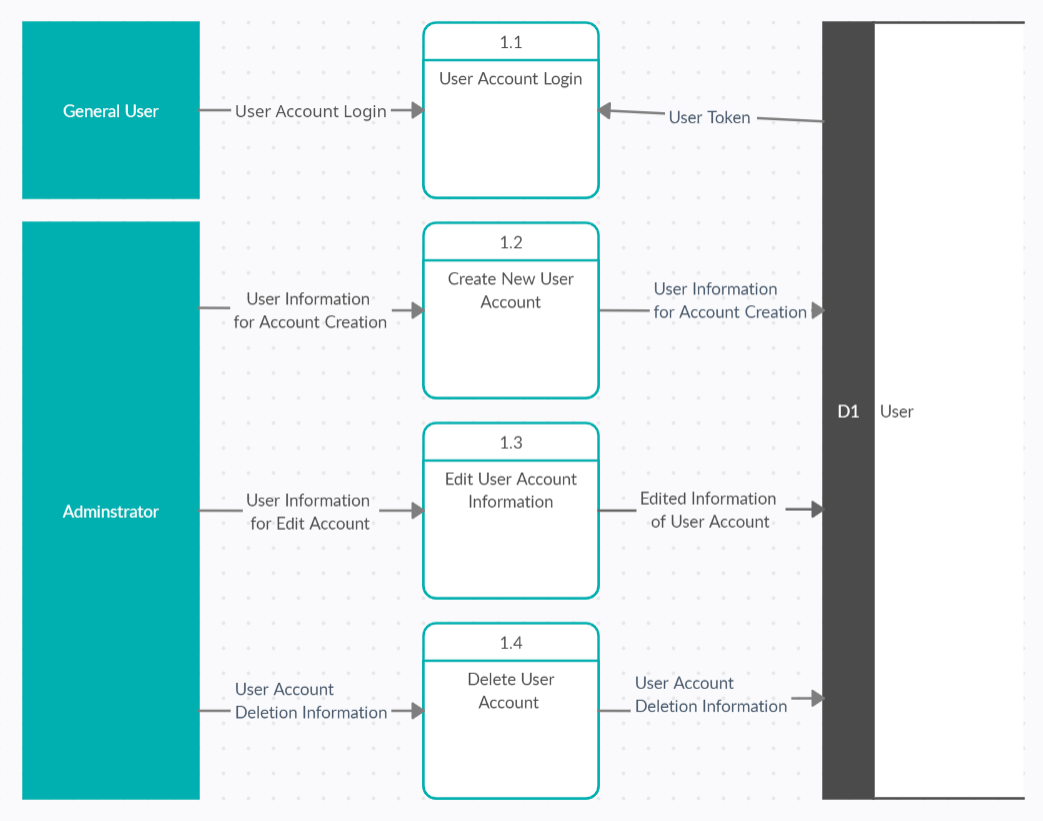 1.1
User Account Login
General User
User Account Login
User Token
1.2
Create New User
Account
User Information
for Account Creation
User Information
for Account Creation
D1
User
1.3
Edit User Account
Information
Adminstrator
User Information
for Edit Account
Edited Information
of User Account
1.4
Delete User
Account
User Account
Deletion Information
User Account
Deletion Information